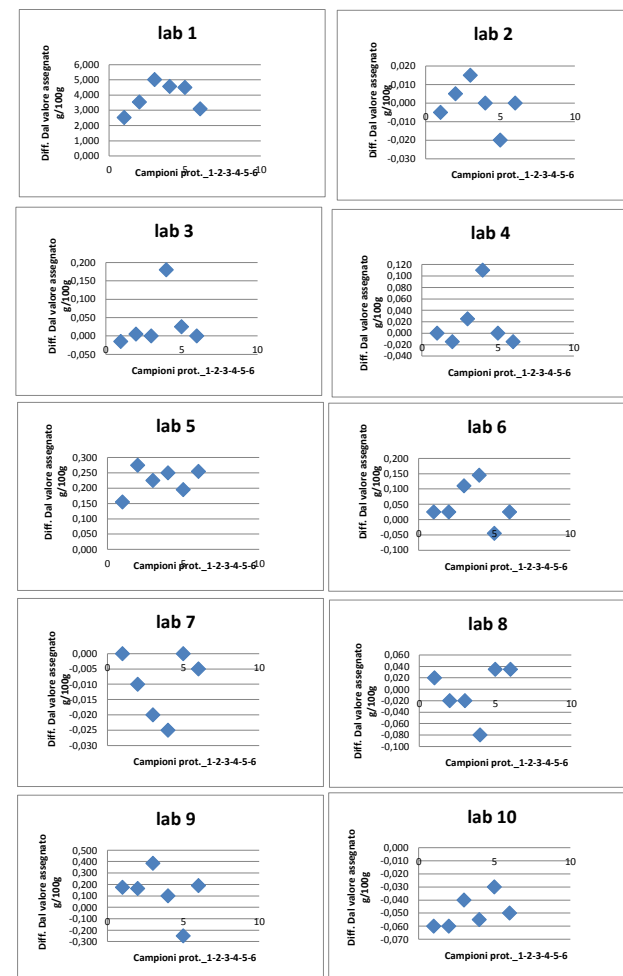 lab 1
Diff. Dal valore assegnato
g/100g
6,000
5,000
4,000
3,000
2,000
1,000
0,000
0 5 10
Campioni prot._1-2-3-4-5-6
lab 2
Diff. Dal valore assegnato
g/100g
0,020
0,010
0,000
-0,010
-0,020
-0,030
0 5 10
Campioni prot._1-2-3-4-5-6
lab 3
Diff. Dal valore assegnato
g/100g
0,200
0,150
0,100
0,050
0,000
-0,050
0 5 10
Campioni prot._1-2-3-4-5-6
lab 4
Diff. Dal valore assegnato
g/100g
0,120
0,100
0,080
0,060
0,040
0,020
0,000
-0,020
-0,040
0 5 10
Campioni prot._1-2-3-4-5-6
lab 5
Diff. Dal valore assegnato
g/100g
0,300
0,250
0,200
0,150
0,100
0,050
0,000
0 5 10
Campioni prot._1-2-3-4-5-6
lab 6
Diff. Dal valore assegnato
g/100g
0,200
0,150
0,100
0,050
0,000
-0,050
-0,100
0 5 10
Campioni prot._1-2-3-4-5-6
lab 7
Diff. Dal valore assegnato
g/100g
0,000
-0,005
-0,010
-0,015
-0,020
-0,025
-0,030
0 5 10
Campioni prot._1-2-3-4-5-6
lab 8
Diff. Dal valore assegnato
g/100g
0,060
0,040
0,020
0,000
-0,020
-0,040
-0,060
-0,080
-0,100
0 5 10
Campioni prot._1-2-3-4-5-6
lab 9
Diff. Dal valore assegnato
g/100g
0,500
0,400
0,300
0,200
0,100
0,000
-0,100
-0,200
-0,300
0 5 10
Campioni prot._1-2-3-4-5-6
lab 10
Diff. Dal valore assegnato
g/100g
0,000
-0,010
-0,020
-0,030
-0,040
-0,050
-0,060
-0,070
0 5 10
Campioni prot._1-2-3-4-5-6